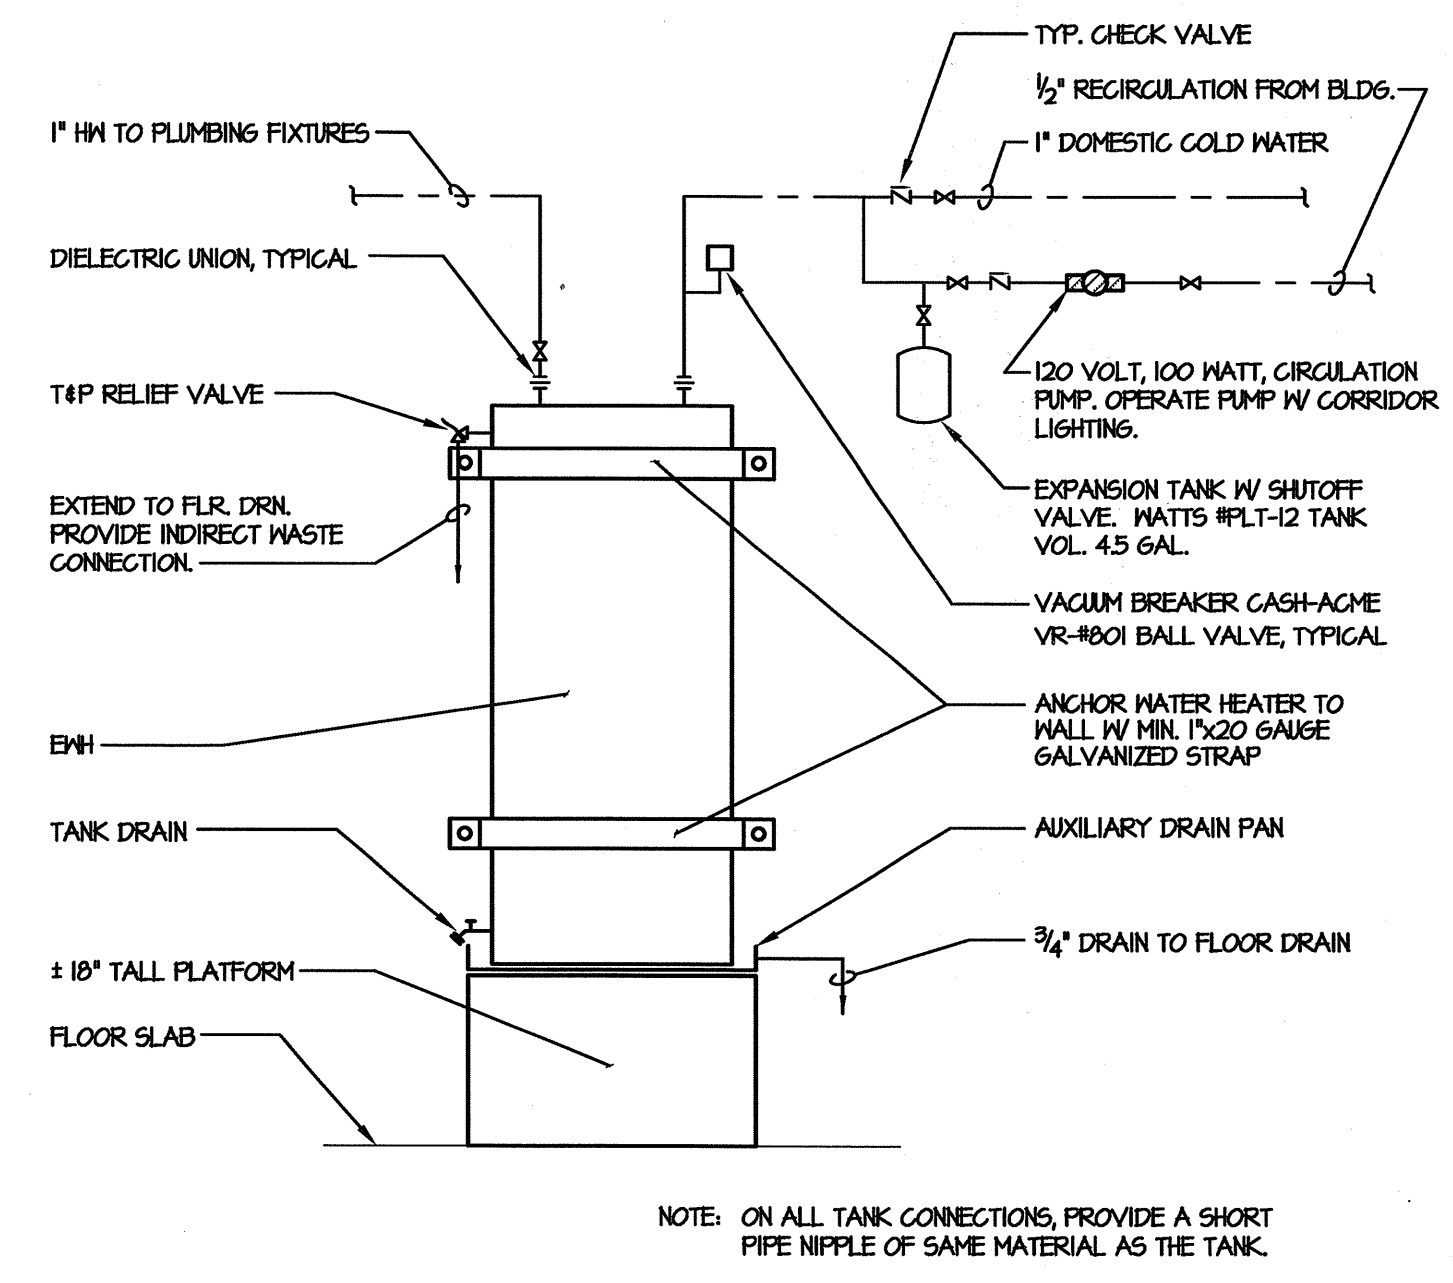 TYP. CHECK VALVE
1/2" RECIRCULATION FROM BLDG.
1" HW TO PLUMBING FIXTURES
1" DOMESTIC COLD WATER
DIELECTRIC UNION, TYPICAL
T&P RELIEF VALVE
120 VOLT, 100 WATT, CIRCULATION
PUMP. OPERATE PUMP W/ CORRIDOR
LIGHTING.
EXTEND TO FLR. DRN.
PROVIDE INDIRECT WASTE
CONNECTION.
EXPANSION TANK W/ SHUTOFF
VALVE. WATTS #PLT-12 TANK
VOL. 4.5 GAL.
VACUUM BREAKER CASH-ACME
VR-#801 BALL VALVE, TYPICAL
ANCHOR WATER HEATER TO
WALL W/ MIN. 1"x20 GAUGE
GALVANIZED STRAP
EWH
TANK DRAIN
AUXILIARY DRAIN PAN
3/4" DRAIN TO FLOOR DRAIN
± 18" TALL PLATFORM
FLOOR SLAB
NOTE: ON ALL TANK CONNECTIONS, PROVIDE A SHORT
PIPE NIPPLE OF SAME MATERIAL AS THE TANK.